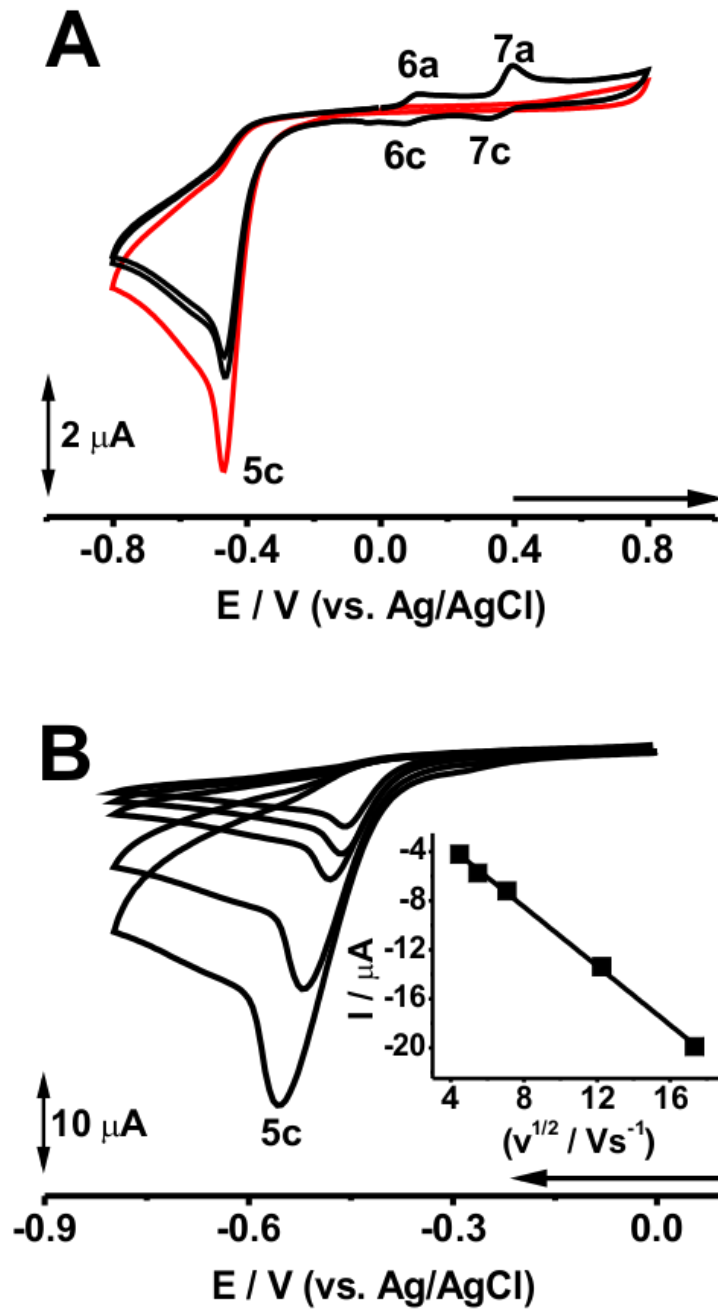 A
6a
7a
6c
7c
2 μA
5c
-0.8 -0.4 0.0 0.4 0.8
E / V (vs. Ag/AgCl)
B
-4
-8
-12
-16
-20
I / μA
4 8 12 16
(v^{1/2} / Vs^{-1})
10 μA
5c
-0.9 -0.6 -0.3 0.0
E / V (vs. Ag/AgCl)